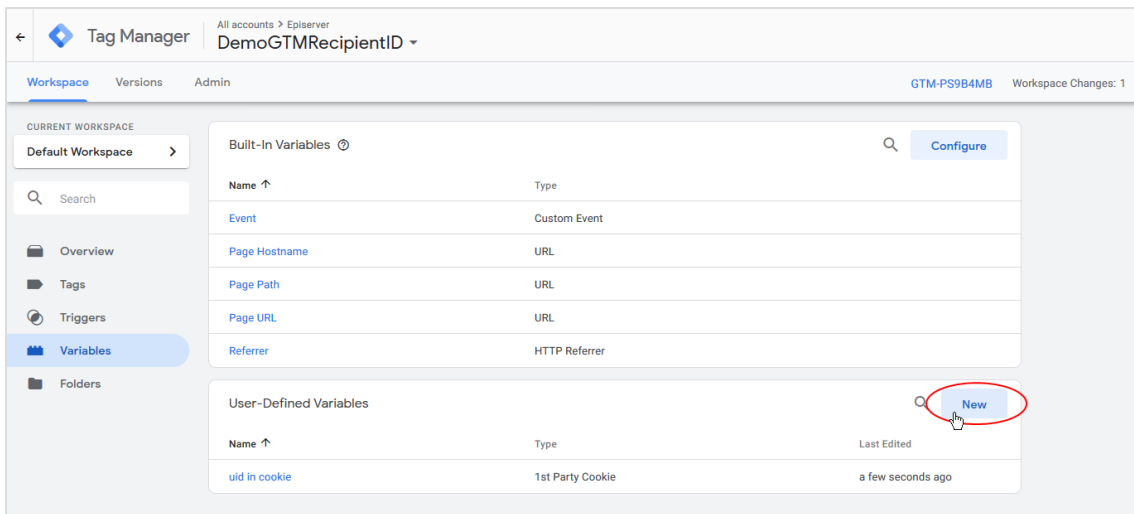 All accounts > Episerver
Tag Manager DemoGTMRecipientID
Workspace Versions Admin GTM-PS9B4MB Workspace Changes: 1
CURRENT WORKSPACE
Default Workspace
Search
Overview
Tags
Triggers
Variables
Folders
Built-In Variables Configure
Name Type
Event Custom Event
Page Hostname URL
Page Path URL
Page URL URL
Referrer HTTP Referrer
User-Defined Variables New
Name Type Last Edited
uid in cookie 1st Party Cookie a few seconds ago